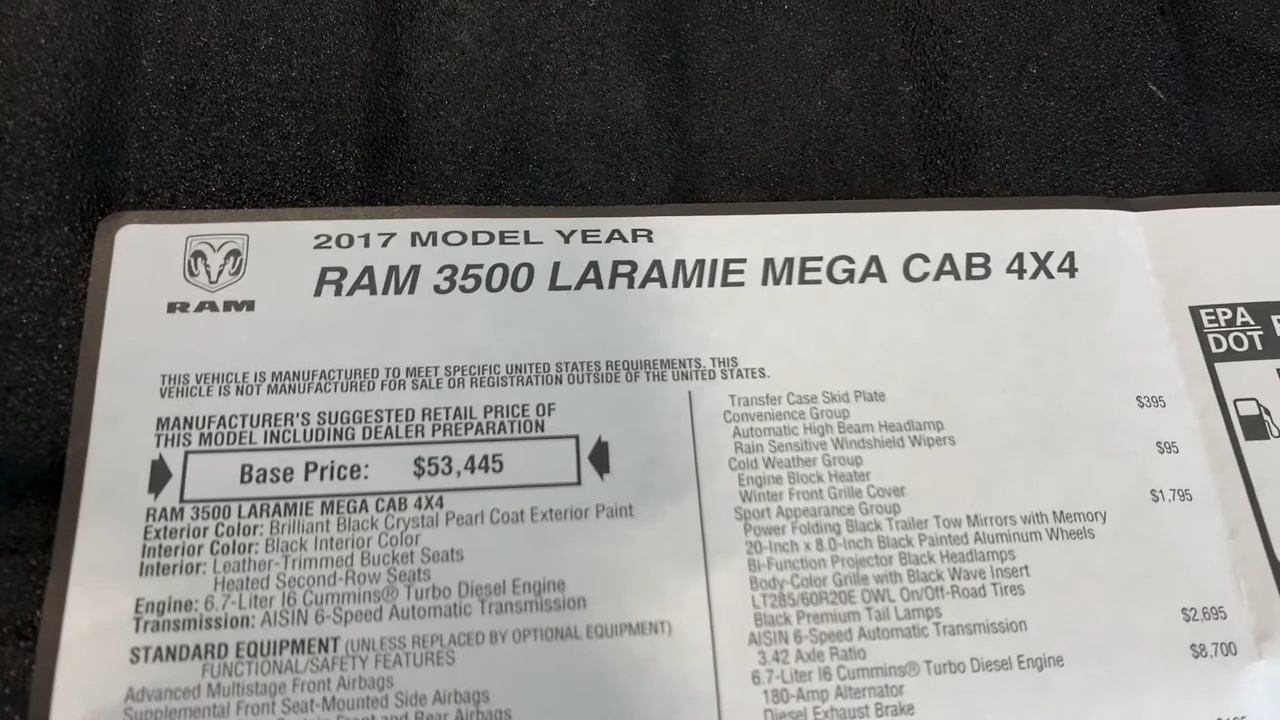 RAM
2017 MODEL YEAR
RAM 3500 LARAMIE MEGA CAB 4X4
THIS VEHICLE IS MANUFACTURED TO MEET SPECIFIC UNITED STATES REQUIREMENTS. THIS
VEHICLE IS NOT MANUFACTURED FOR SALE OR REGISTRATION OUTSIDE OF THE UNITED STATES.
MANUFACTURER'S SUGGESTED RETAIL PRICE OF
THIS MODEL INCLUDING DEALER PREPARATION
Base Price: $53,445
RAM 3500 LARAMIE MEGA CAB 4X4
Exterior Color: Brilliant Black Crystal Pearl Coat Exterior Paint
Interior Color: Black Interior Color
Interior: Leather-Trimmed Bucket Seats
Heated Second-Row Seats
Engine: 6.7-Liter I6 Cummins® Turbo Diesel Engine
Transmission: AISIN 6-Speed Automatic Transmission
STANDARD EQUIPMENT (UNLESS REPLACED BY OPTIONAL EQUIPMENT)
FUNCTIONAL/SAFETY FEATURES
Advanced Multistage Front Airbags
Supplemental Front Seat-Mounted Side Airbags
Front and Rear Airbags
Transfer Case Skid Plate
Convenience Group $395
Automatic High Beam Headlamp
Rain Sensitive Windshield Wipers
Cold Weather Group $95
Engine Block Heater
Winter Front Grille Cover
Sport Appearance Group $1,795
Power Folding Black Trailer Tow Mirrors with Memory
20-Inch x 8.0-Inch Black Painted Aluminum Wheels
Bi-Function Projector Black Headlamps
Body-Color Grille with Black Wave Insert
LT285/60R20E OWL On/Off-Road Tires
Black Premium Tail Lamps
AISIN 6-Speed Automatic Transmission $2,695
3.42 Axle Ratio
6.7-Liter I6 Cummins® Turbo Diesel Engine $8,700
180-Amp Alternator
Diesel Exhaust Brake
EPA
DOT